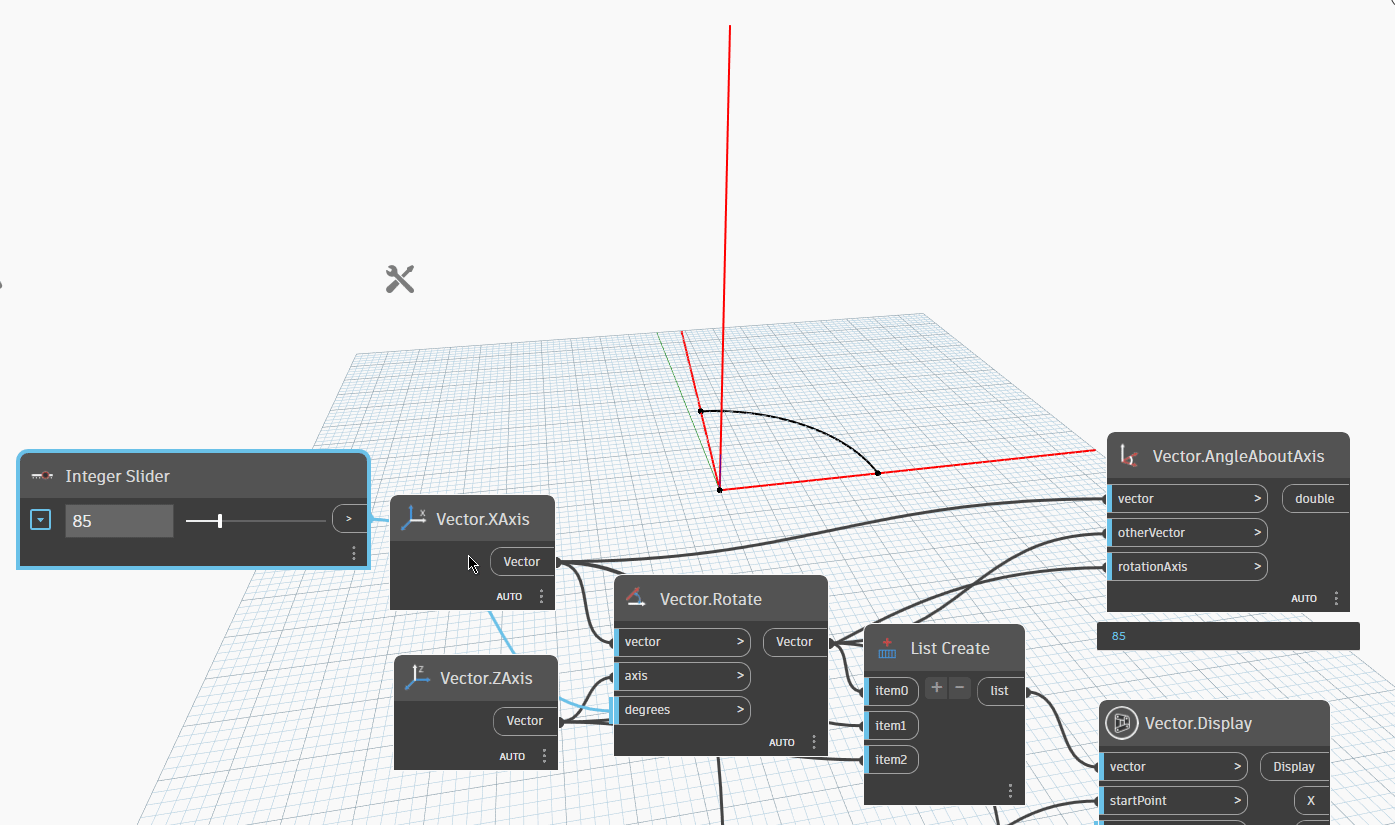 Integer Slider
85
>
Vector.XAxis
x
Vector
AUTO
Vector.ZAxis
z
Vector
AUTO
Vector.Rotate
vector >
Vector
axis >
degrees >
AUTO
List Create
item0
+
−
list
item1
item2
Vector.AngleAboutAxis
vector >
double
otherVector >
rotationAxis >
AUTO
85
Vector.Display
vector >
Display
startPoint >
X